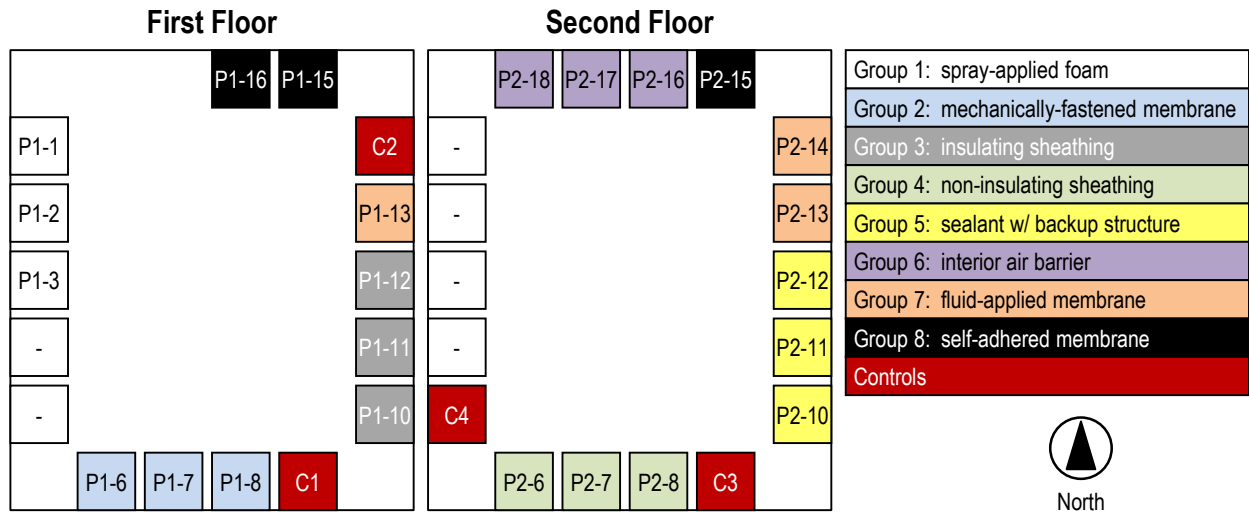 First Floor
Second Floor
P1-16 P1-15
P1-1 C2
P1-2 P1-13
P1-3 P1-12
- P1-11
- P1-10
P1-6 P1-7 P1-8 C1
P2-18 P2-17 P2-16 P2-15
- P2-14
- P2-13
- P2-12
- P2-11
C4 P2-10
P2-6 P2-7 P2-8 C3
Group 1: spray-applied foam
Group 2: mechanically-fastened membrane
Group 3: insulating sheathing
Group 4: non-insulating sheathing
Group 5: sealant w/ backup structure
Group 6: interior air barrier
Group 7: fluid-applied membrane
Group 8: self-adhered membrane
Controls
North